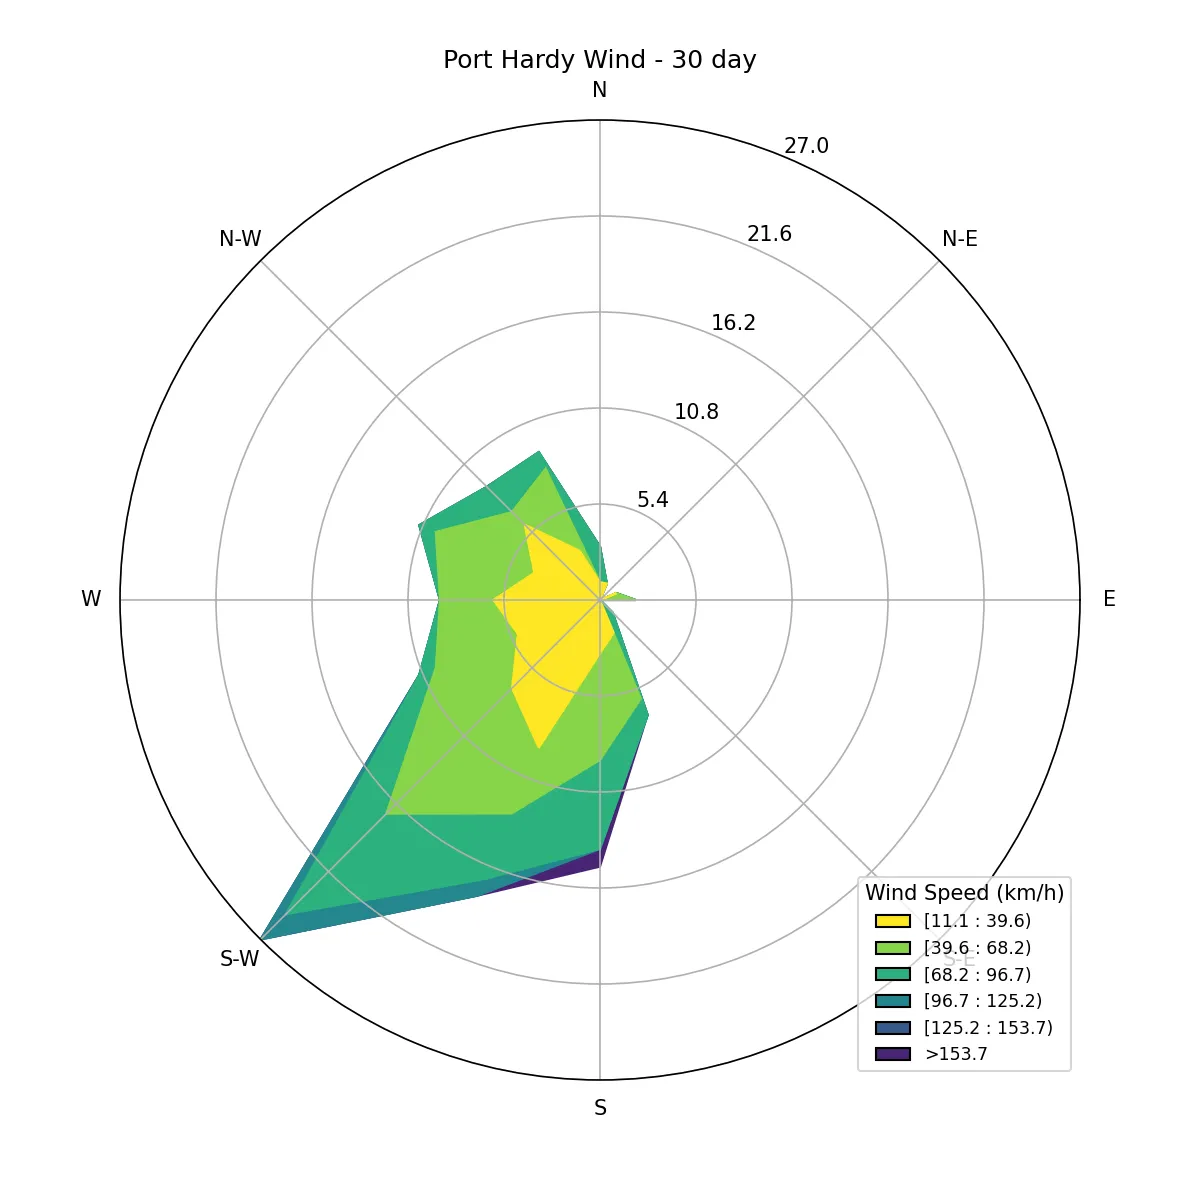 Port Hardy Wind - 30 day
N
27.0
N-W
N-E
21.6
16.2
10.8
5.4
W
E
Wind Speed (km/h)
[11.1 : 39.6)
[39.6 : 68.2)
S-W
S-E
[68.2 : 96.7)
[96.7 : 125.2)
[125.2 : 153.7)
>153.7
S